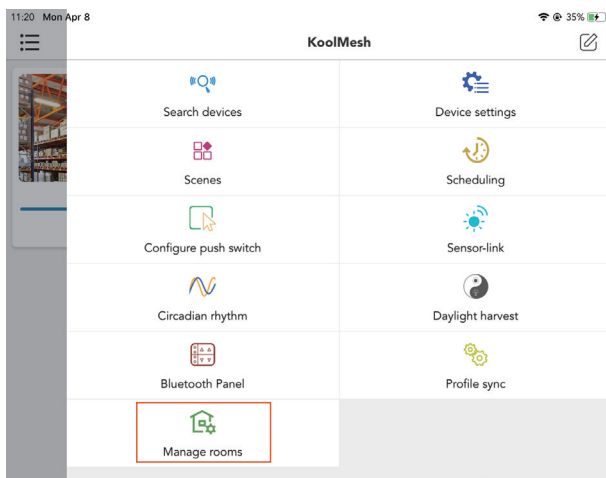 11:20 Mon Apr 8
35%
KoolMesh
Search devices
Device settings
Scenes
Scheduling
Configure push switch
Sensor-link
Circadian rhythm
Daylight harvest
Bluetooth Panel
Profile sync
Manage rooms